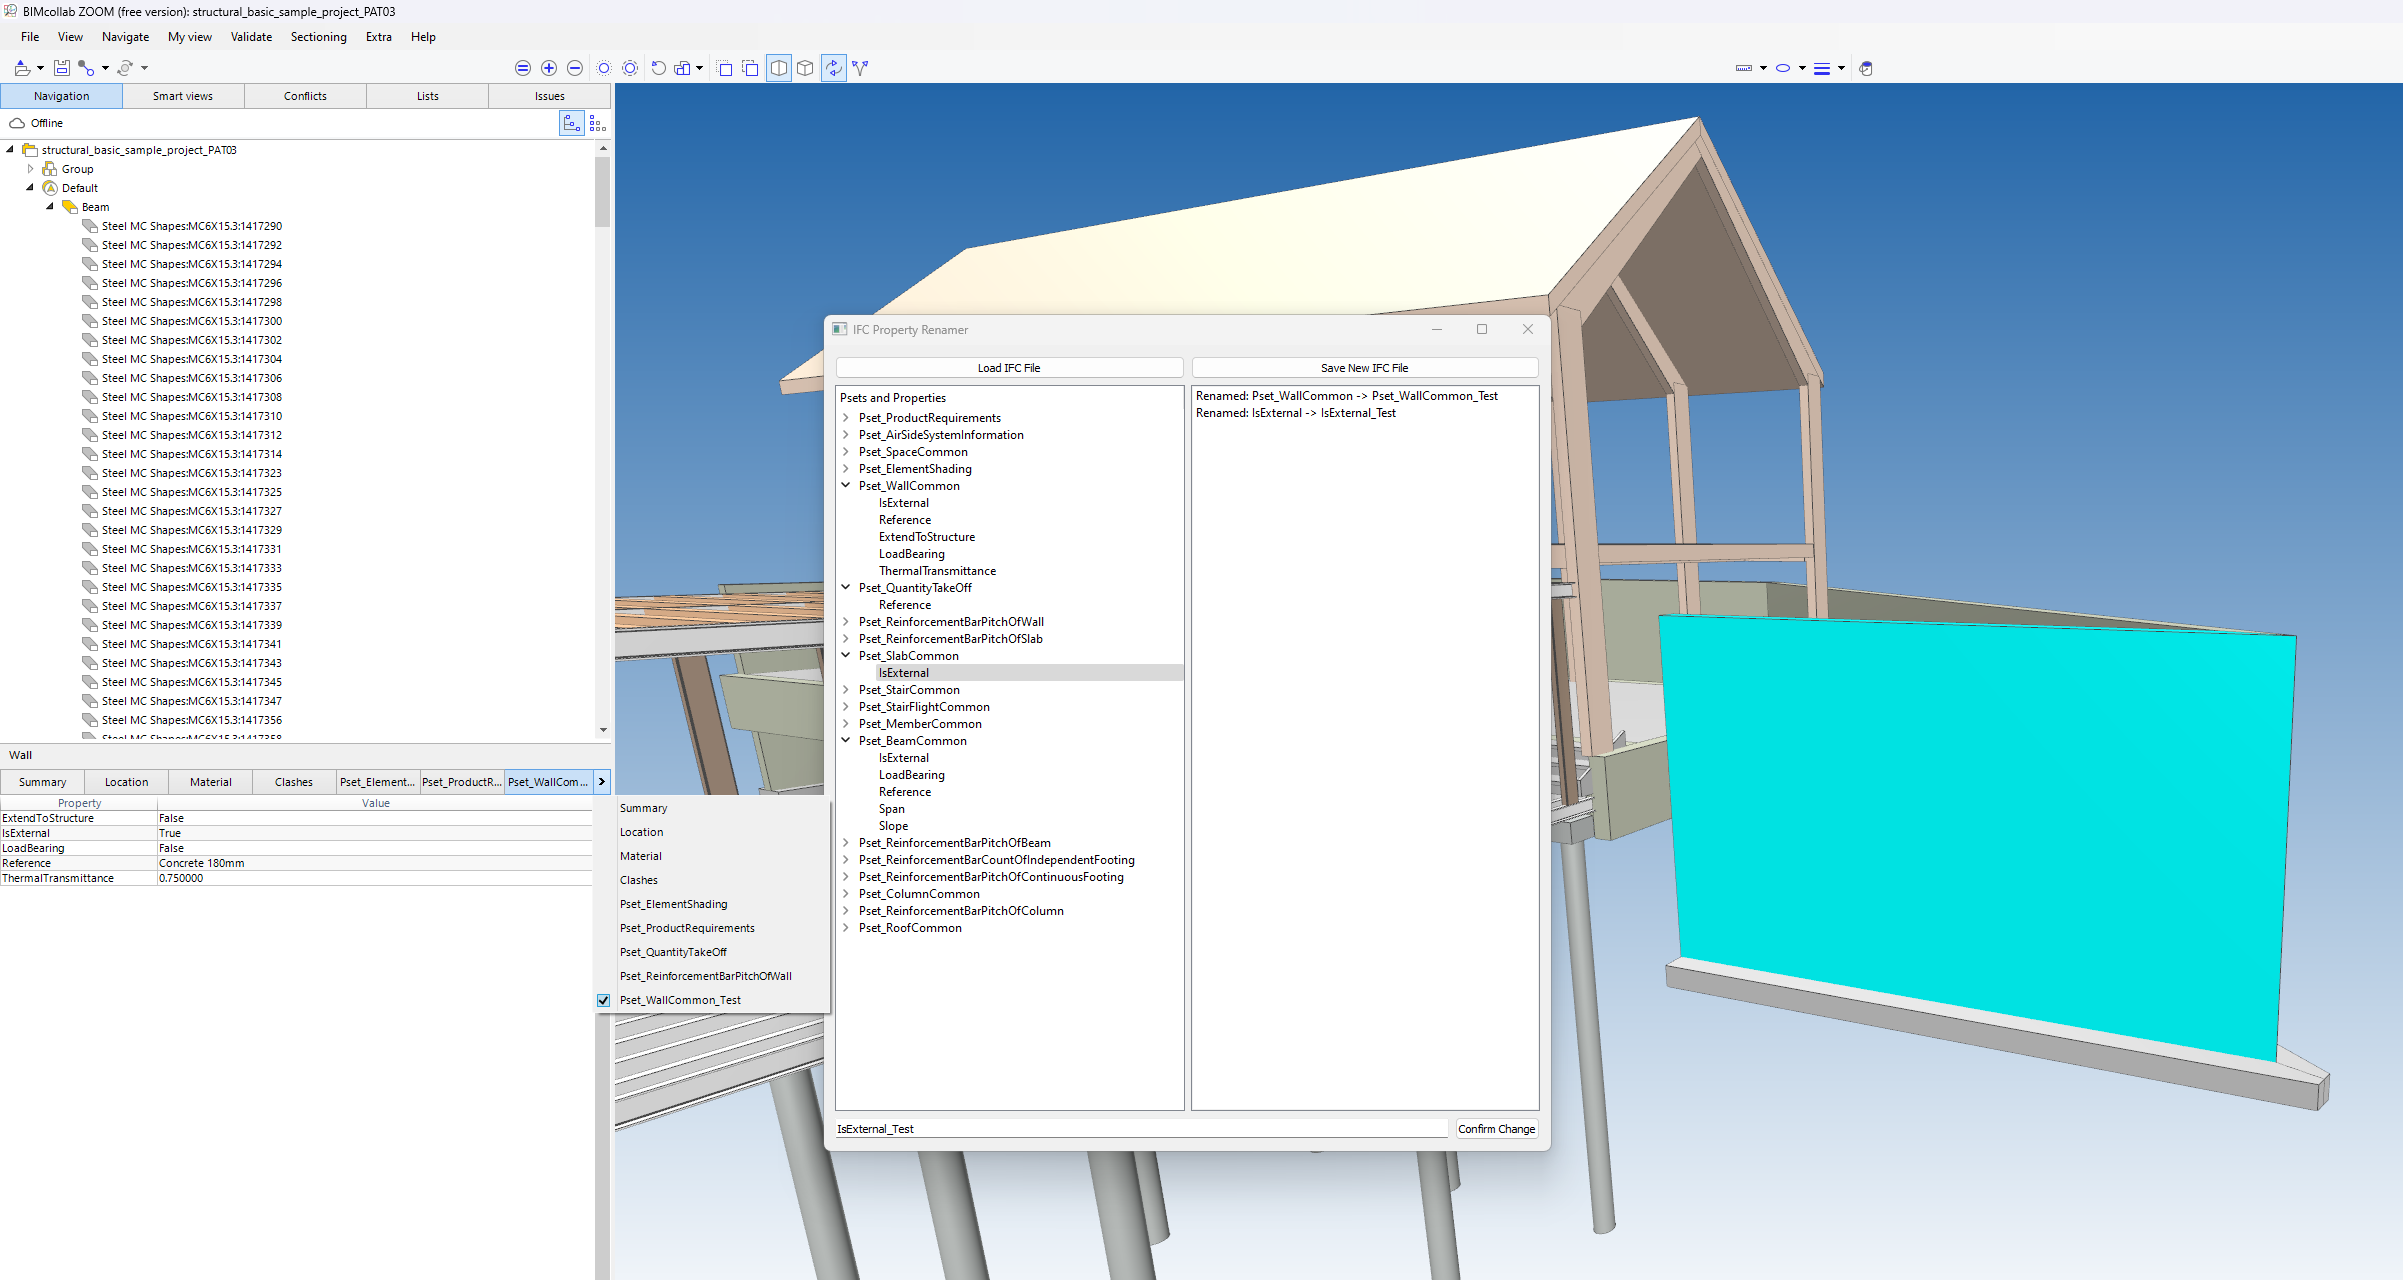 BIMcollab ZOOM (free version): structural_basic_sample_project_PAT03
File View Navigate My view Validate Sectioning Extra Help
Navigation Smart views Conflicts Lists Issues
Offline
structural_basic_sample_project_PAT03
Group
Default
Beam
Steel MC Shapes:MC6X15.3:1417290
Steel MC Shapes:MC6X15.3:1417292
Steel MC Shapes:MC6X15.3:1417294
Steel MC Shapes:MC6X15.3:1417296
Steel MC Shapes:MC6X15.3:1417298
Steel MC Shapes:MC6X15.3:1417300
Steel MC Shapes:MC6X15.3:1417302
Steel MC Shapes:MC6X15.3:1417304
Steel MC Shapes:MC6X15.3:1417306
Steel MC Shapes:MC6X15.3:1417308
Steel MC Shapes:MC6X15.3:1417310
Steel MC Shapes:MC6X15.3:1417312
Steel MC Shapes:MC6X15.3:1417314
Steel MC Shapes:MC6X15.3:1417323
Steel MC Shapes:MC6X15.3:1417325
Steel MC Shapes:MC6X15.3:1417327
Steel MC Shapes:MC6X15.3:1417329
Steel MC Shapes:MC6X15.3:1417331
Steel MC Shapes:MC6X15.3:1417333
Steel MC Shapes:MC6X15.3:1417335
Steel MC Shapes:MC6X15.3:1417337
Steel MC Shapes:MC6X15.3:1417339
Steel MC Shapes:MC6X15.3:1417341
Steel MC Shapes:MC6X15.3:1417343
Steel MC Shapes:MC6X15.3:1417345
Steel MC Shapes:MC6X15.3:1417347
Steel MC Shapes:MC6X15.3:1417356
Steel MC Shapes:MC6X15.3:1417358
Wall
Summary Location Material Clashes Pset_Element... Pset_ProductR... Pset_WallCom...
Property Value
ExtendToStructure False
IsExternal True
LoadBearing False
Reference Concrete 180mm
ThermalTransmittance 0.750000
Summary
Location
Material
Clashes
Pset_ElementShading
Pset_ProductRequirements
Pset_QuantityTakeOff
Pset_ReinforcementBarPitchOfWall
Pset_WallCommon_Test
IFC Property Renamer
Load IFC File
Save New IFC File
Psets and Properties
Pset_ProductRequirements
Pset_AirSideSystemInformation
Pset_SpaceCommon
Pset_ElementShading
Pset_WallCommon
IsExternal
Reference
ExtendToStructure
LoadBearing
ThermalTransmittance
Pset_QuantityTakeOff
Reference
Pset_ReinforcementBarPitchOfWall
Pset_ReinforcementBarPitchOfSlab
Pset_SlabCommon
IsExternal
Pset_StairCommon
Pset_StairFlightCommon
Pset_MemberCommon
Pset_BeamCommon
IsExternal
LoadBearing
Reference
Span
Slope
Pset_ReinforcementBarPitchOfBeam
Pset_ReinforcementBarCountOfIndependentFooting
Pset_ReinforcementBarPitchOfContinuousFooting
Pset_ColumnCommon
Pset_ReinforcementBarPitchOfColumn
Pset_RoofCommon
Renamed: Pset_WallCommon -> Pset_WallCommon_Test
Renamed: IsExternal -> IsExternal_Test
IsExternal_Test
Confirm Change